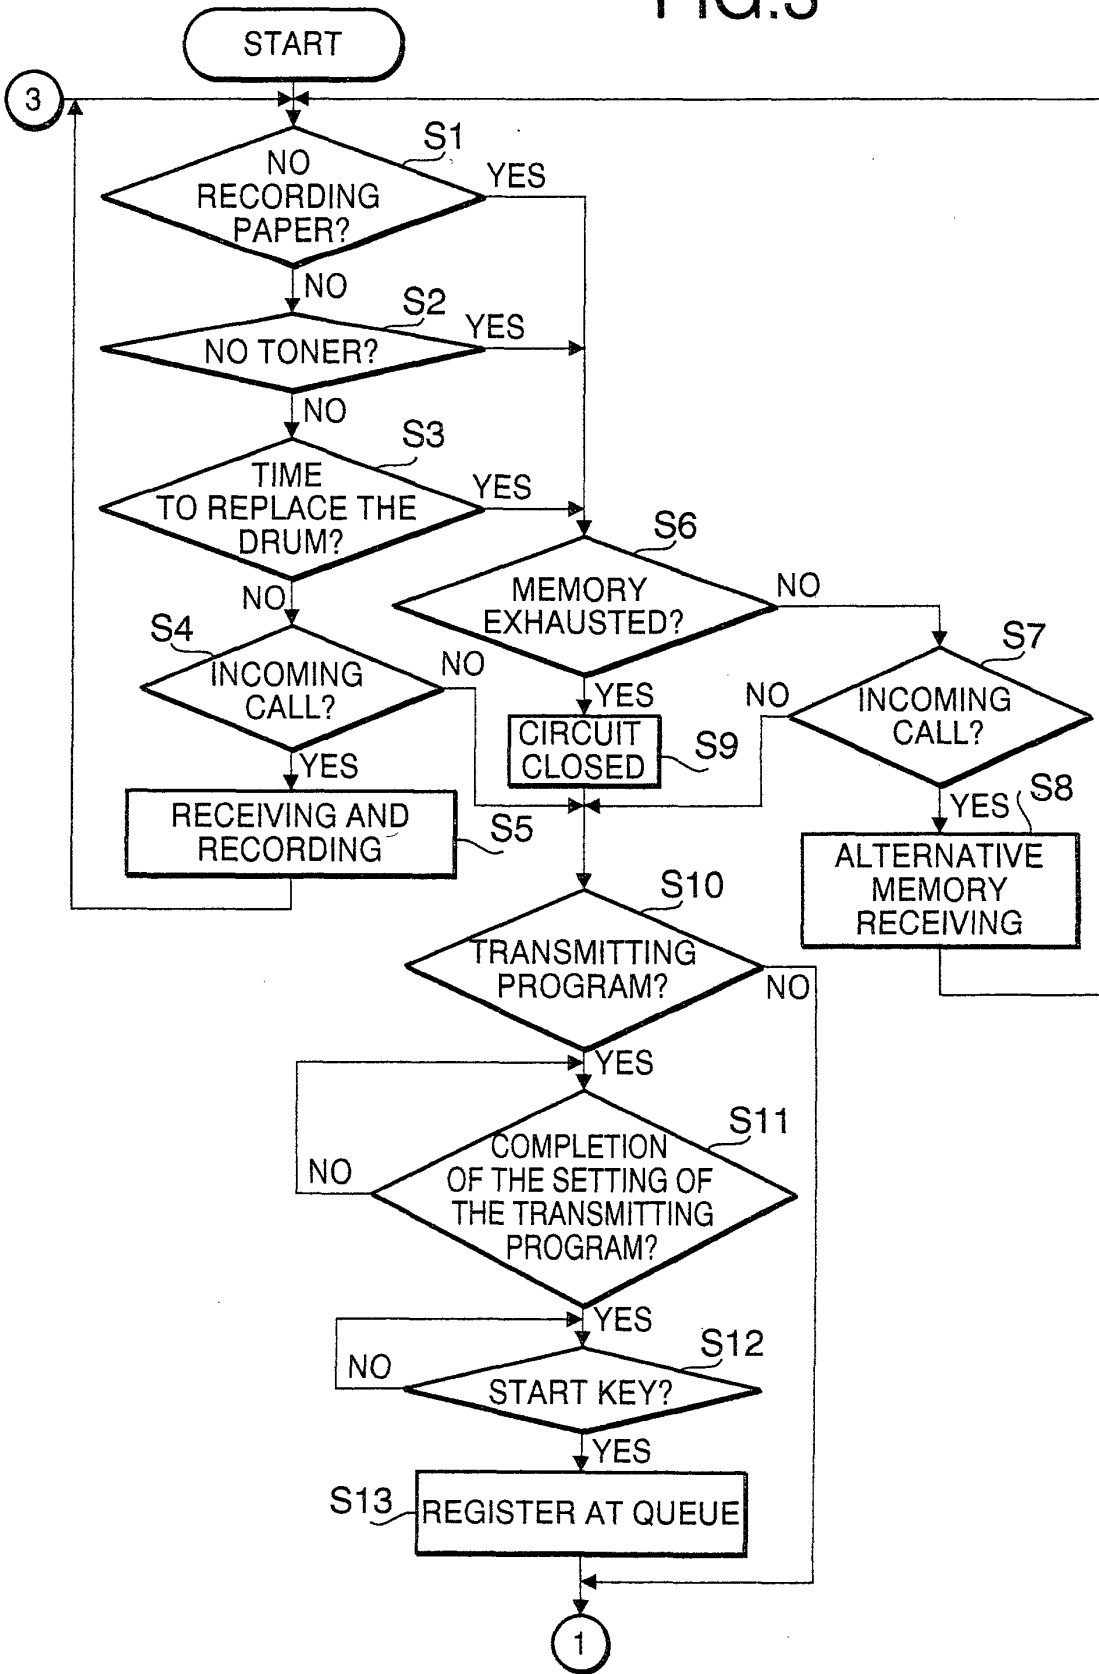 FIG.3
START
3
S1
NO
RECORDING
PAPER?
YES
NO
S2
NO TONER?
YES
NO
S3
TIME
TO REPLACE THE
DRUM?
YES
NO
S4
INCOMING
CALL?
NO
YES
RECEIVING AND
RECORDING
S5
S6
MEMORY
EXHAUSTED?
NO
YES
CIRCUIT
CLOSED
S9
S7
INCOMING
CALL?
NO
YES
S8
ALTERNATIVE
MEMORY
RECEIVING
S10
TRANSMITTING
PROGRAM?
NO
YES
S11
COMPLETION
OF THE SETTING OF
THE TRANSMITTING
PROGRAM?
NO
YES
S12
START KEY?
NO
YES
S13
REGISTER AT QUEUE
1